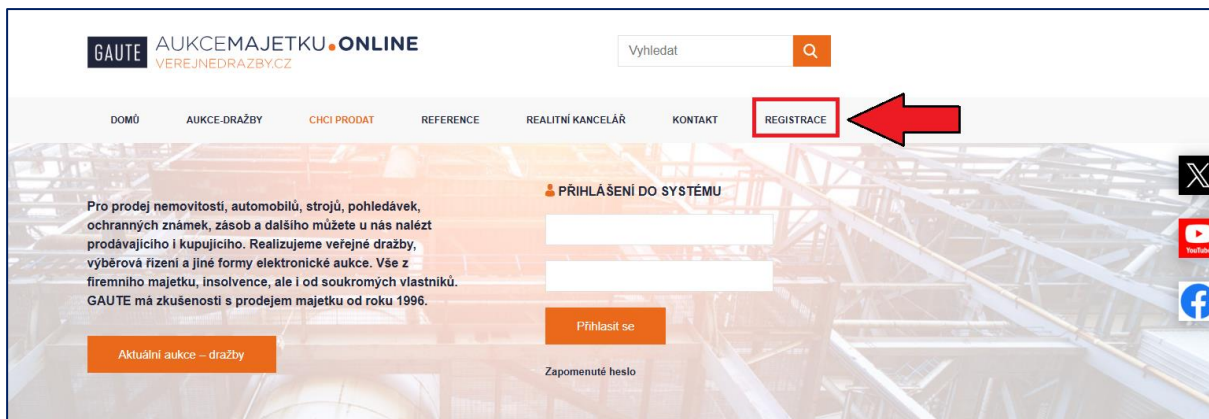 GAUTE
AUKCEMAJETKU.ONLINE
VEREJNEDRAZBY.CZ
Vyhledat
DOMŮ AUKCE-DRAŽBY CHCI PRODAT REFERENCE REALITNÍ KANCELÁŘ KONTAKT REGISTRACE
Pro prodej nemovitostí, automobilů, strojů, pohledávek,
ochranných známek, zásob a dalšího můžete u nás nalézt
prodávajícího i kupujícího. Realizujeme veřejné dražby,
výběrová řízení a jiné formy elektronické aukce. Vše z
firemního majetku, insolvence, ale i od soukromých vlastníků.
GAUTE má zkušenosti s prodejem majetku od roku 1996.
Aktuální aukce – dražby
PŘIHLÁŠENÍ DO SYSTÉMU
Přihlasit se
Zapomenuté heslo
YouTube